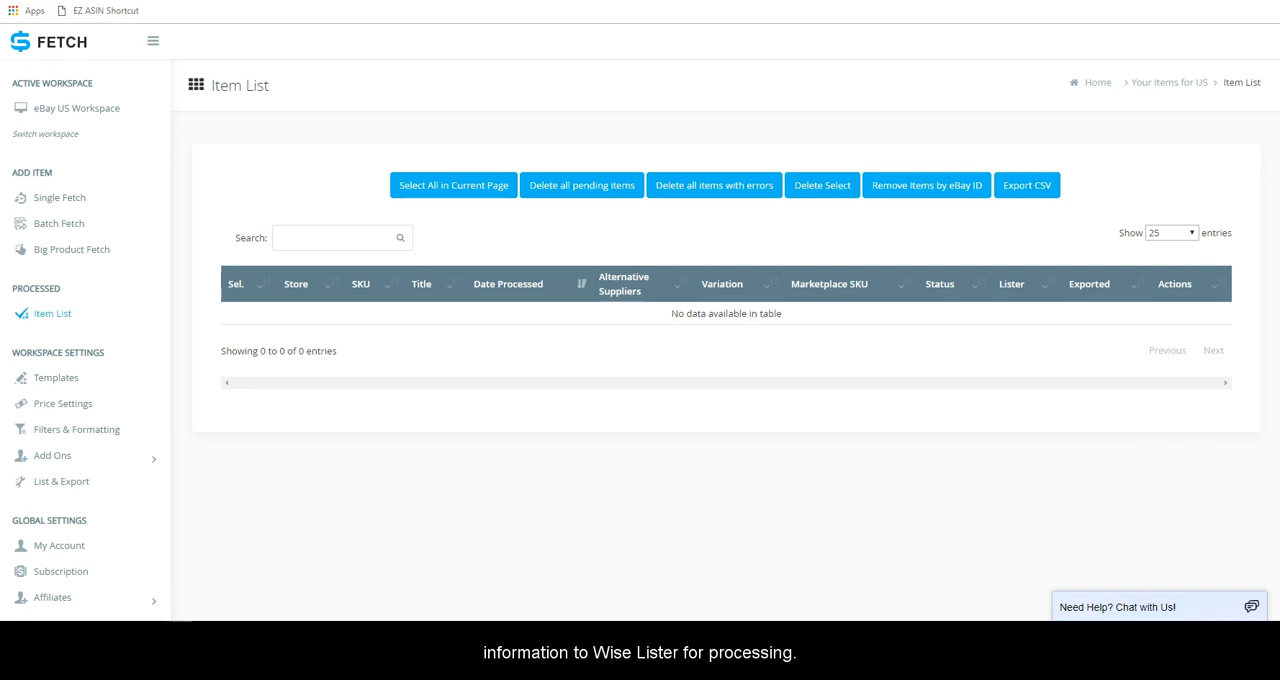 Apps
EZ ASIN Shortcut
FETCH
ACTIVE WORKSPACE
eBay US Workspace
Switch workspace
ADD ITEM
Single Fetch
Batch Fetch
Big Product Fetch
PROCESSED
Item List
WORKSPACE SETTINGS
Templates
Price Settings
Filters & Formatting
Add Ons
List & Export
GLOBAL SETTINGS
My Account
Subscription
Affiliates
Item List
Home > Your Items for US > Item List
Select All in Current Page Delete all pending items Delete all items with errors Delete Select Remove Items by eBay ID Export CSV
Search:
Show 25 entries
Sel. Store SKU Title Date Processed Alternative Suppliers Variation Marketplace SKU Status Lister Exported Actions
No data available in table
Showing 0 to 0 of 0 entries
Previous Next
Need Help? Chat with Us!
information to Wise Lister for processing.